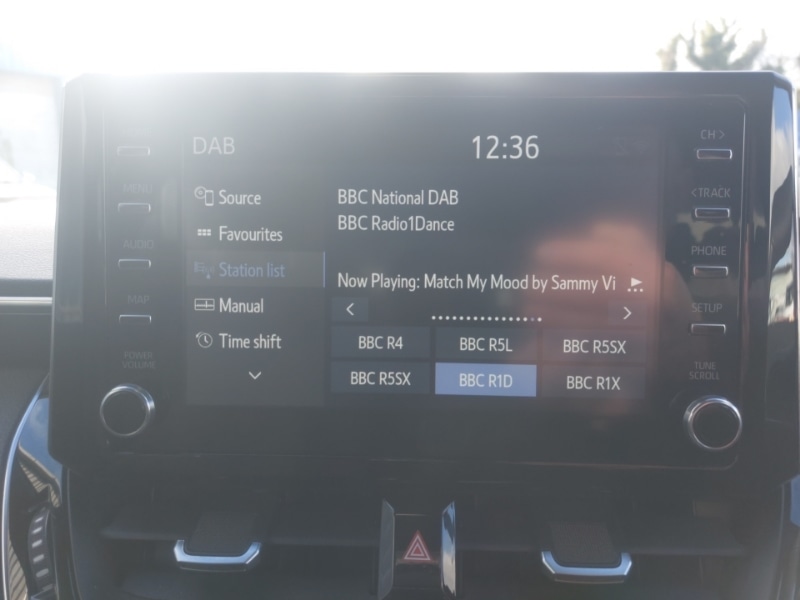 DAB
12:36
CH >
MENU
Source
BBC National DAB
< TRACK
BBC Radio1Dance
Favourites
AUDIO
PHONE
Station list
Now Playing: Match My Mood by Sammy Vi
MAP
Manual
SETUP
< >
Time shift
BBC R4 BBC R5L BBC R5SX
POWER
VOLUME
TUNE
SCROLL
BBC R5SX BBC R1D BBC R1X